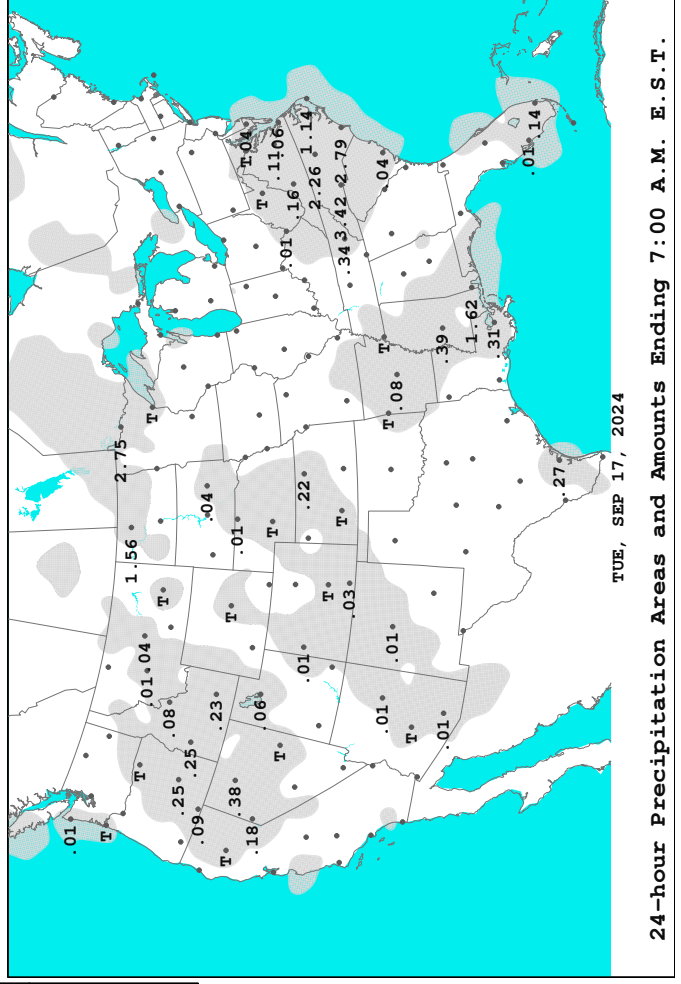 .01
T
2.75
1.56
T
.01 .04
T
T
.08
.25
.25
.09
.04
.23
T
T
.38
.01
T .04
.18
.06
T
T
.11
.06
T
.01
.16
.01
.22
1.14
2.26
T
3.42 2.79
T
.34
.03
.01
.04
T
T
.01
.08
T
.39
.01
1.62
.31
.01
.14
.27
TUE, SEP 17, 2024
24-hour Precipitation Areas and Amounts Ending 7:00 A.M. E.S.T.